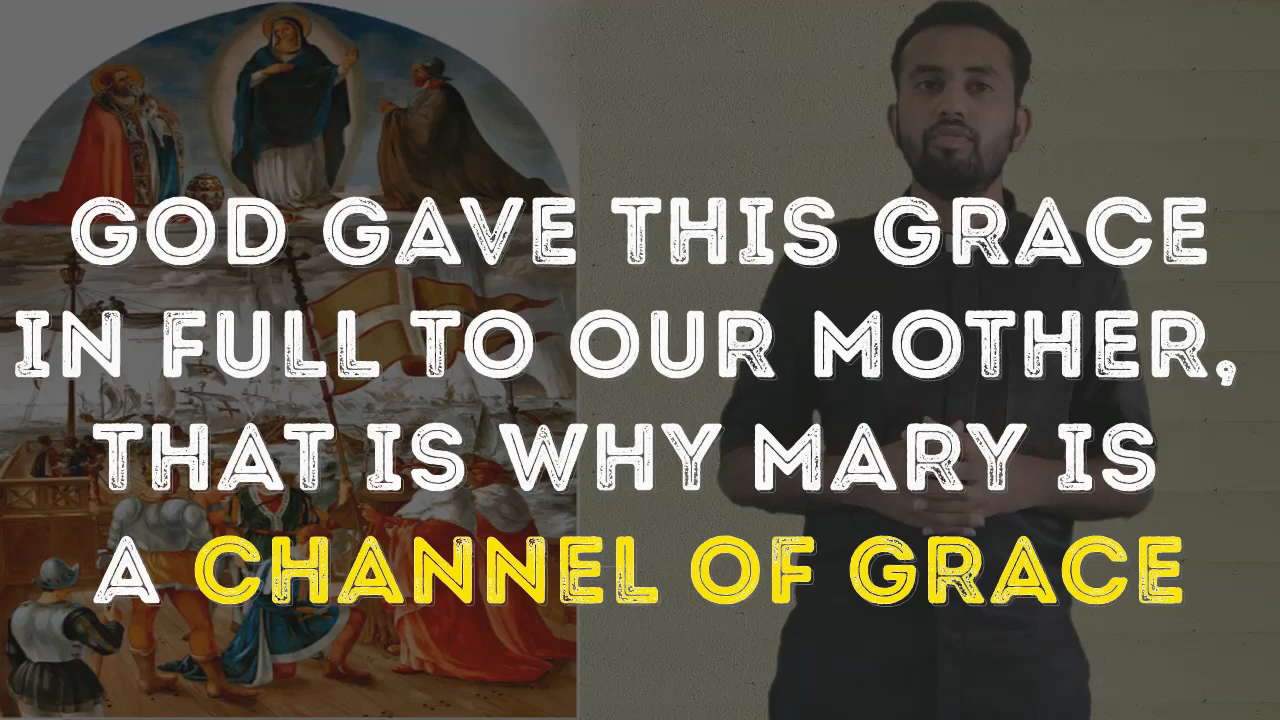 GOD GAVE THIS GRACE
IN FULL TO OUR MOTHER,
THAT IS WHY MARY IS
A CHANNEL OF GRACE